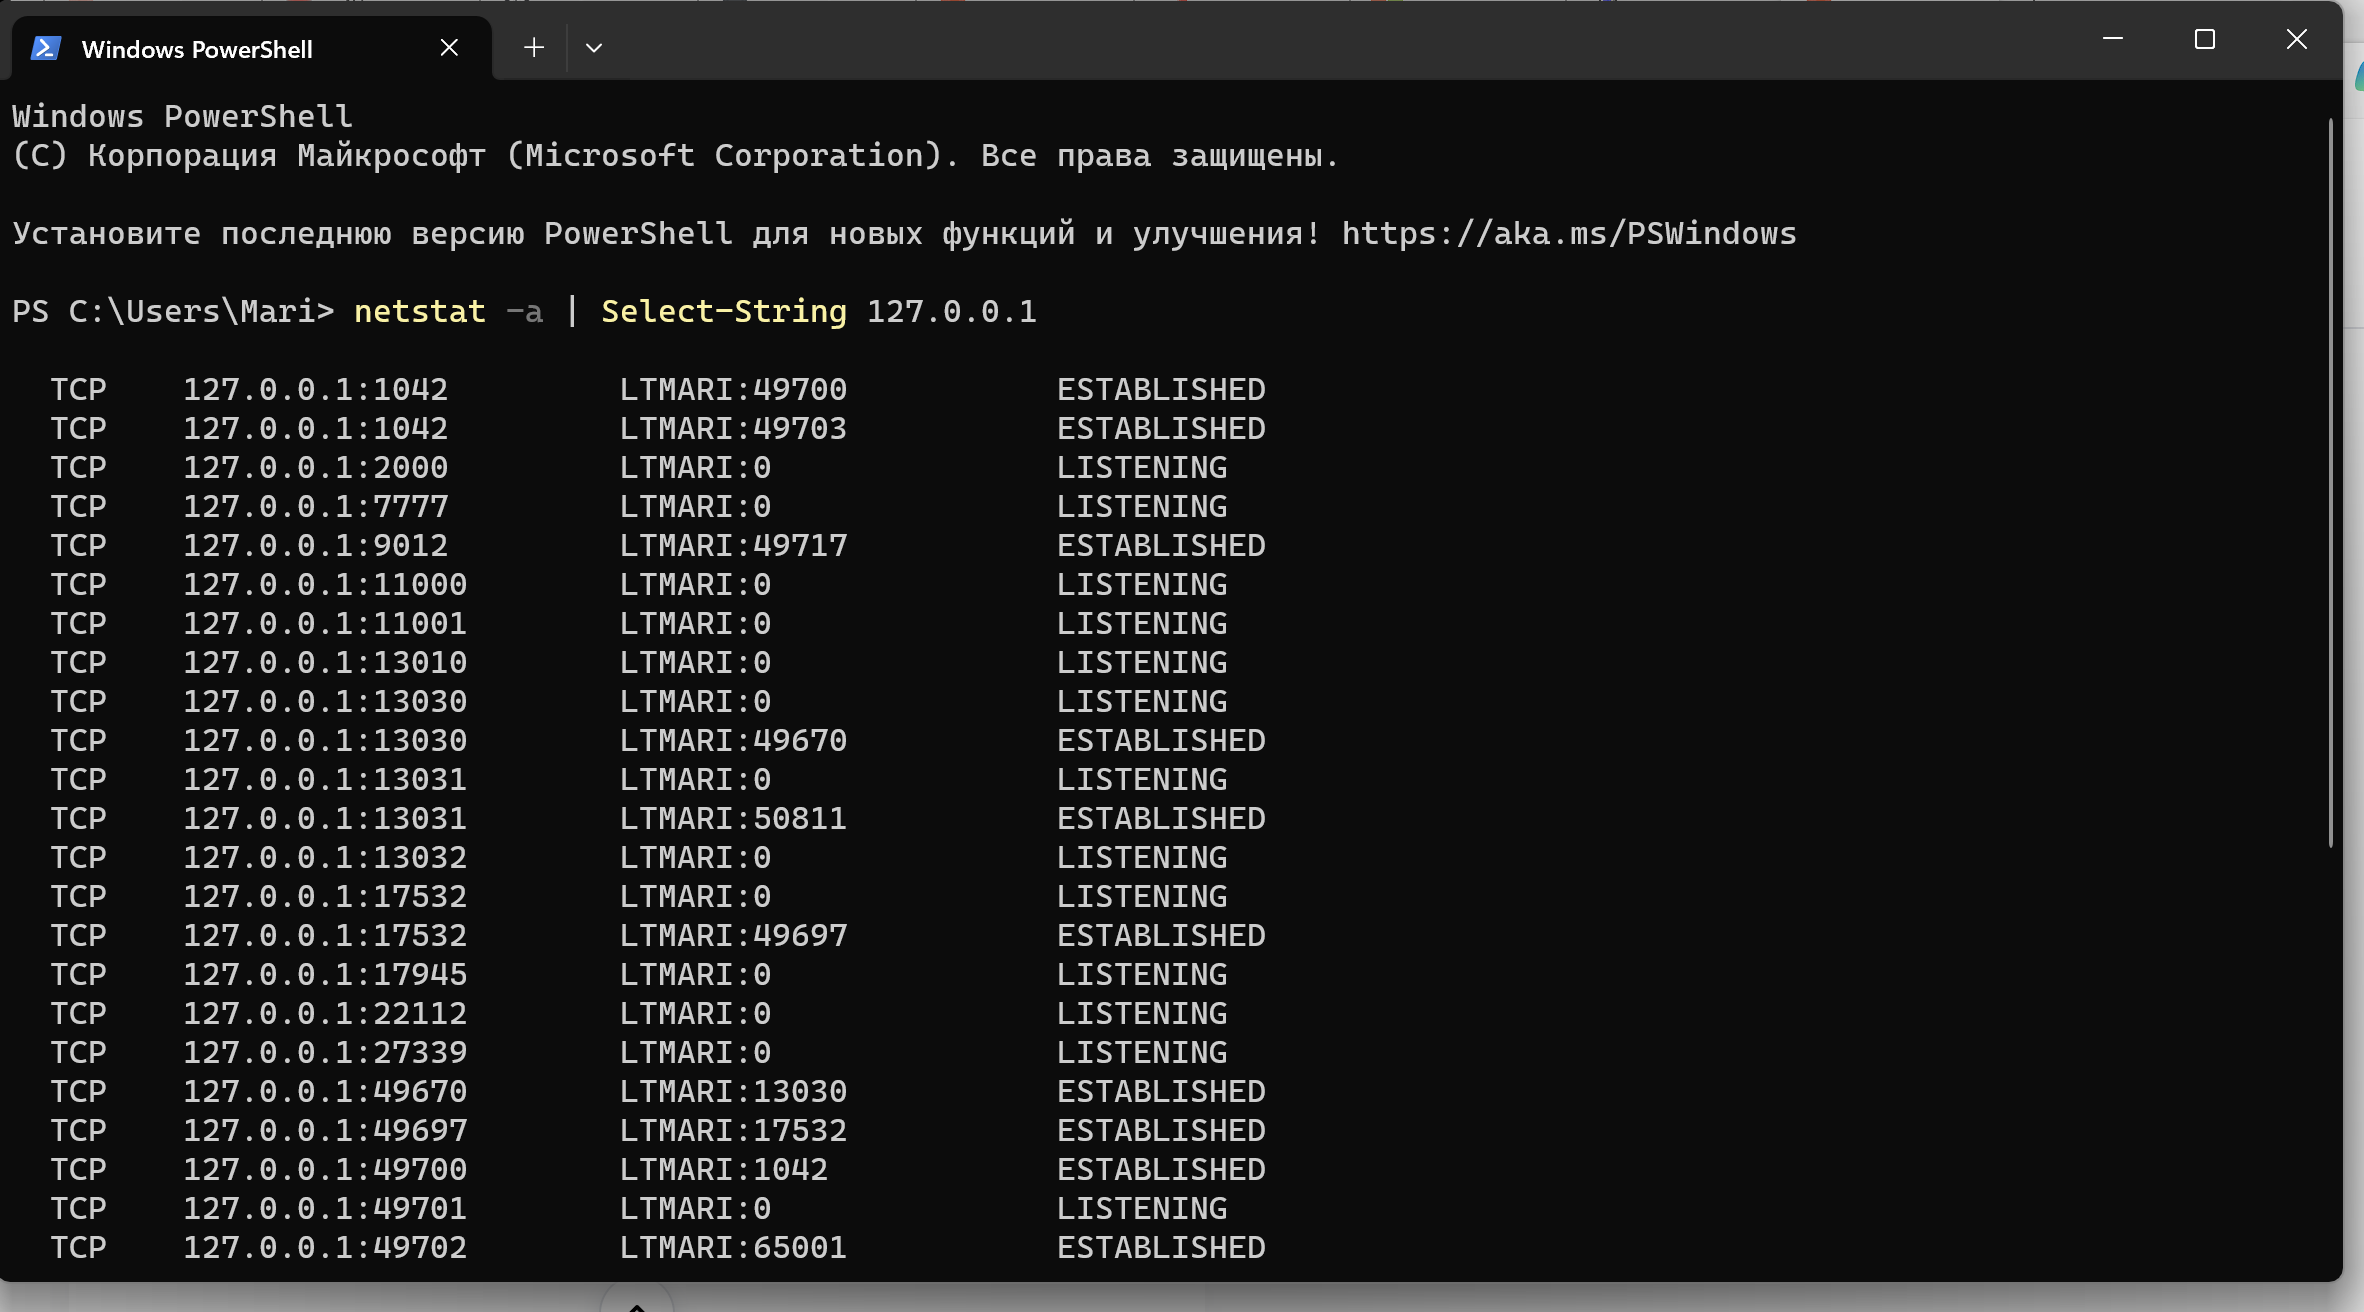 Windows PowerShell
Windows PowerShell
(C) Корпорация Майкрософт (Microsoft Corporation). Все права защищены.
Установите последнюю версию PowerShell для новых функций и улучшения! https://aka.ms/PSWindows
PS C:\Users\Mari> netstat -a | Select-String 127.0.0.1
TCP 127.0.0.1:1042 LTMARI:49700 ESTABLISHED
TCP 127.0.0.1:1042 LTMARI:49703 ESTABLISHED
TCP 127.0.0.1:2000 LTMARI:0 LISTENING
TCP 127.0.0.1:7777 LTMARI:0 LISTENING
TCP 127.0.0.1:9012 LTMARI:49717 ESTABLISHED
TCP 127.0.0.1:11000 LTMARI:0 LISTENING
TCP 127.0.0.1:11001 LTMARI:0 LISTENING
TCP 127.0.0.1:13010 LTMARI:0 LISTENING
TCP 127.0.0.1:13030 LTMARI:0 LISTENING
TCP 127.0.0.1:13030 LTMARI:49670 ESTABLISHED
TCP 127.0.0.1:13031 LTMARI:0 LISTENING
TCP 127.0.0.1:13031 LTMARI:50811 ESTABLISHED
TCP 127.0.0.1:13032 LTMARI:0 LISTENING
TCP 127.0.0.1:17532 LTMARI:0 LISTENING
TCP 127.0.0.1:17532 LTMARI:49697 ESTABLISHED
TCP 127.0.0.1:17945 LTMARI:0 LISTENING
TCP 127.0.0.1:22112 LTMARI:0 LISTENING
TCP 127.0.0.1:27339 LTMARI:0 LISTENING
TCP 127.0.0.1:49670 LTMARI:13030 ESTABLISHED
TCP 127.0.0.1:49697 LTMARI:17532 ESTABLISHED
TCP 127.0.0.1:49700 LTMARI:1042 ESTABLISHED
TCP 127.0.0.1:49701 LTMARI:0 LISTENING
TCP 127.0.0.1:49702 LTMARI:65001 ESTABLISHED